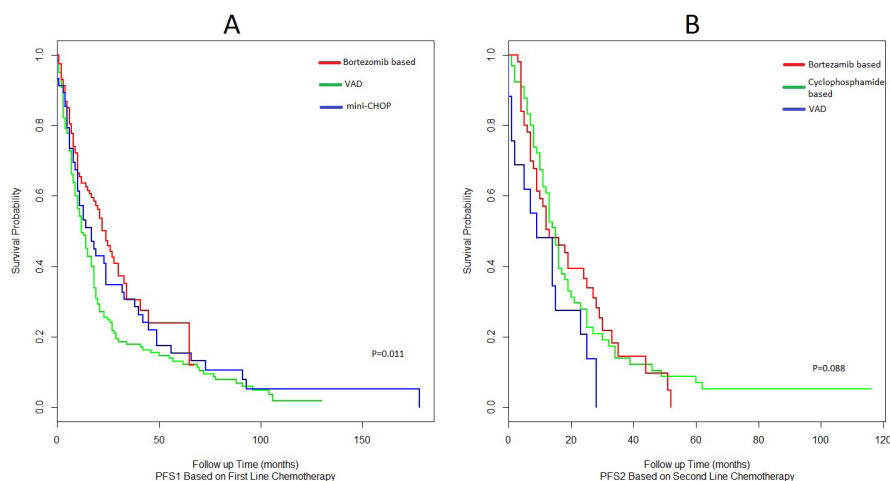 A
Survival Probability
1.0
0.8
0.6
0.4
0.2
0.0
Bortezomib based
VAD
mini-CHOP
P=0.011
0 50 100 150
Follow up Time (months)
PFS1 Based on First Line Chemotherapy
B
Survival Probability
1.0
0.8
0.6
0.4
0.2
0.0
Bortezamib based
Cyclophosphamide
based
VAD
P=0.088
0 20 40 60 80 100 120
Follow up Time (months)
PFS2 Based on Second Line Chemotherapy